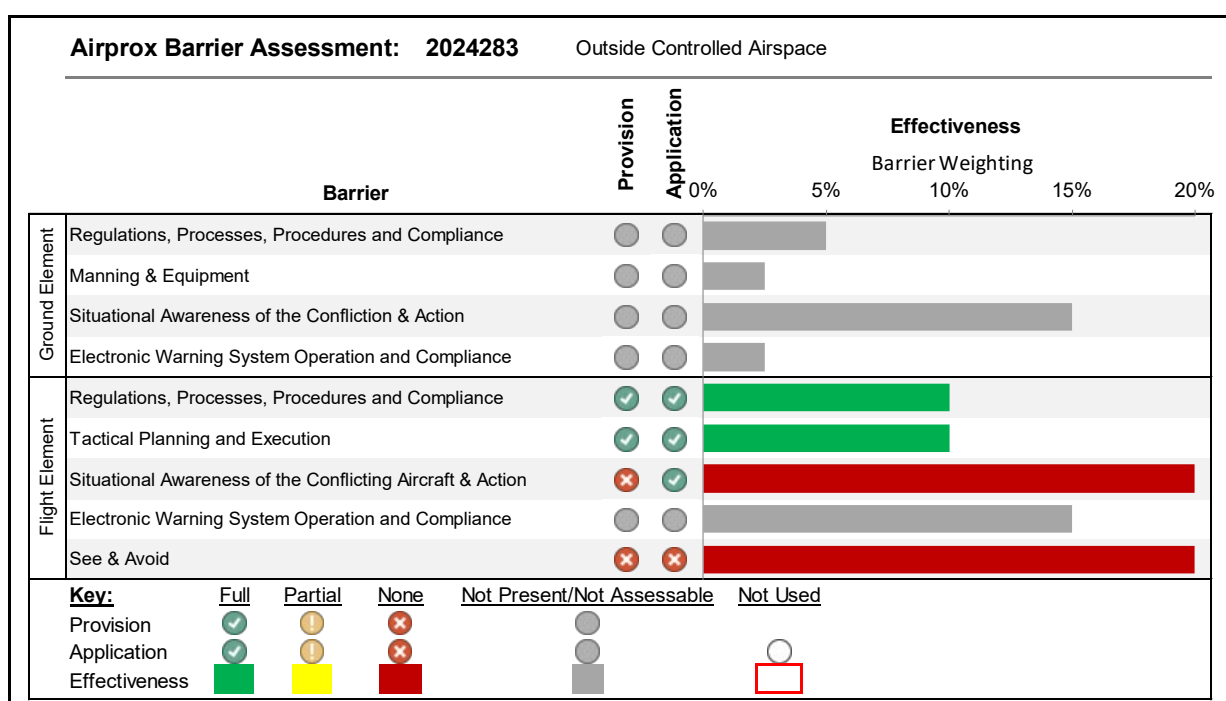 Airprox Barrier Assessment: 2024283 Outside Controlled Airspace
Barrier
Provision
Application
Effectiveness
Barrier Weighting
0% 5% 10% 15% 20%
Ground Element
Regulations, Processes, Procedures and Compliance
Manning & Equipment
Situational Awareness of the Confliction & Action
Electronic Warning System Operation and Compliance
Flight Element
Regulations, Processes, Procedures and Compliance
Tactical Planning and Execution
Situational Awareness of the Conflicting Aircraft & Action
Electronic Warning System Operation and Compliance
See & Avoid
Key: Full Partial None Not Present/Not Assessable Not Used
Provision
Application
Effectiveness